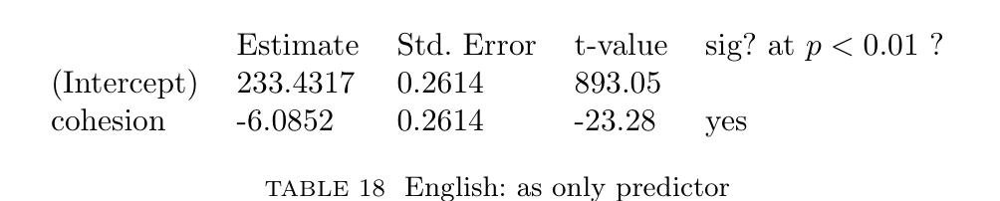 Estimate Std. Error t-value sig? at p < 0.01 ?
(Intercept) 233.4317 0.2614 893.05
cohesion -6.0852 0.2614 -23.28 yes
TABLE 18 English: as only predictor